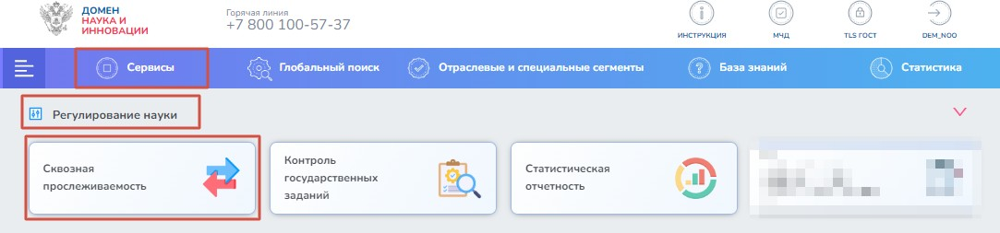 ДОМЕН
НАУКА И
ИННОВАЦИИ
Горячая линия
+7 800 100-57-37
ИНСТРУКЦИЯ
МЧД
TLS ГОСТ
DEM_NOO
Сервисы
Глобальный поиск
Отраслевые и специальные сегменты
База знаний
Статистика
Регулирование науки
Сквозная
прослеживаемость
Контроль
государственных
заданий
Статистическая
отчетность